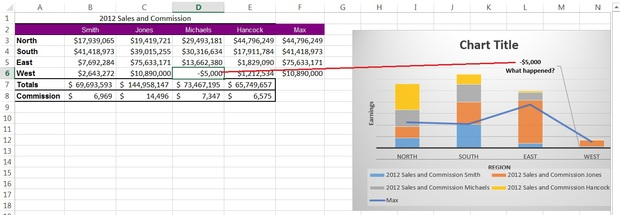 A B C D E F G H I J K L M N
1 2012 Sales and Commission
2 Smith Jones Michaels Hancock Max
3 North $17,939,065 $19,419,721 $29,493,181 $44,796,249 $44,796,249
4 South $41,418,973 $39,015,255 $30,316,634 $17,911,784 $41,418,973
5 East $7,692,284 $75,633,171 $13,662,380 $1,829,090 $75,633,171
6 West $2,643,272 $10,890,000 -$5,000 $1,212,534 $10,890,000
7 Totals $ 69,693,593 $ 144,958,147 $ 73,467,195 $ 65,749,657
8 Commission $ 6,969 $ 14,496 $ 7,347 $ 6,575
9
10
11
12
13
14
15
16
17
18
Chart Title
-$5,000
What happened?
Earnings
NORTH SOUTH EAST WEST
REGION
2012 Sales and Commission Smith 2012 Sales and Commission Jones
2012 Sales and Commission Michaels 2012 Sales and Commission Hancock
Max